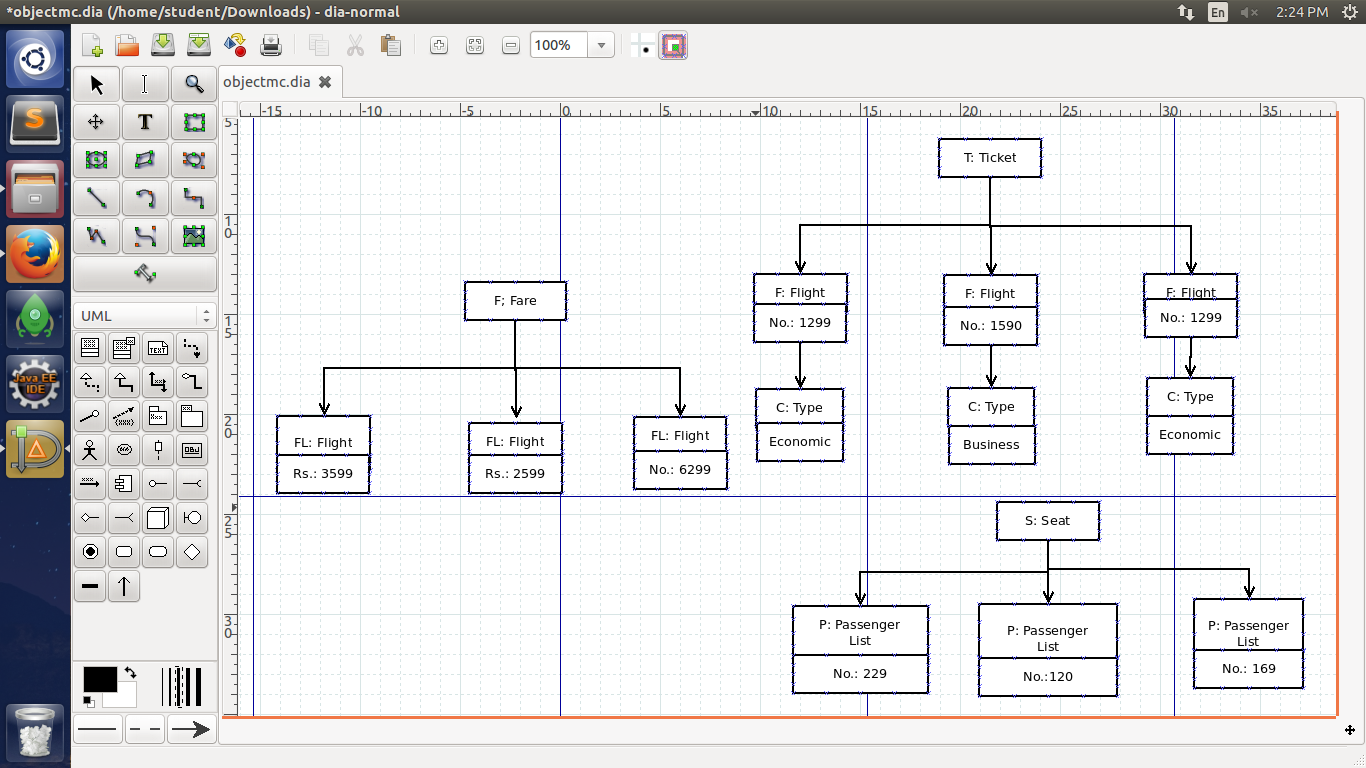 *objectmc.dia (/home/student/Downloads) - dia-normal
En
2:24 PM
100%
objectmc.dia
-15 -10 -5 0 5 10 15 20 25 30 35
5
10
15
20
25
30
T
UML
TEXT
Java EE
IDE
T: Ticket
F: Flight
No.: 1299
F: Flight
No.: 1590
F: Flight
No.: 1299
C: Type
Economic
C: Type
Business
C: Type
Economic
F; Fare
FL: Flight
Rs.: 3599
FL: Flight
Rs.: 2599
FL: Flight
No.: 6299
S: Seat
P: Passenger
List
No.: 229
P: Passenger
List
No.:120
P: Passenger
List
No.: 169